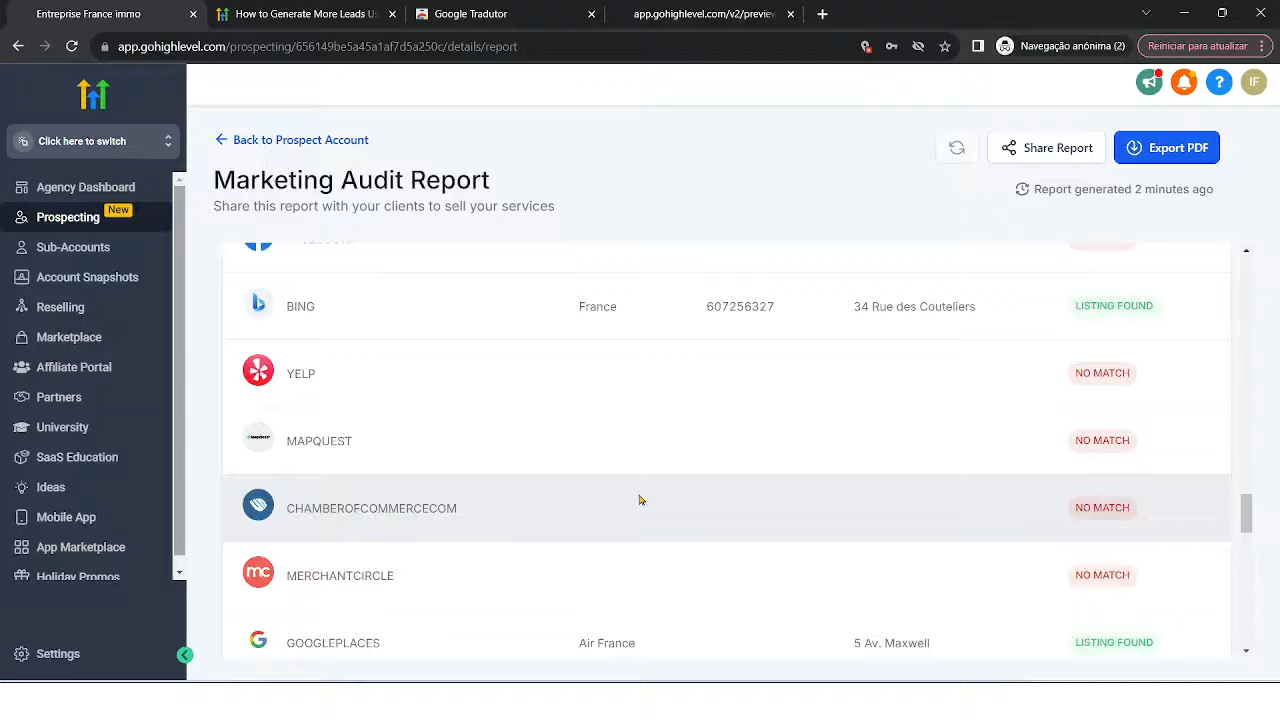 Entreprise France immo
How to Generate More Leads U
Google Tradutor
app.gohighlevel.com/v2/preview
app.gohighlevel.com/prospecting/656149be5a45a1af7d5a250c/details/report
Navegação anônima (2)
Reiniciar para atualizar
IF
Click here to switch
Back to Prospect Account
Share Report
Export PDF
Marketing Audit Report
Report generated 2 minutes ago
Share this report with your clients to sell your services
Agency Dashboard
Prospecting
New
Sub-Accounts
Account Snapshots
Reselling
Marketplace
Affiliate Portal
Partners
University
SaaS Education
Ideas
Mobile App
App Marketplace
Holiday Promos
Settings
BING France 607256327 34 Rue des Couteliers LISTING FOUND
YELP NO MATCH
MAPQUEST NO MATCH
CHAMBEROFCOMMERCECOM NO MATCH
mc MERCHANTCIRCLE NO MATCH
GOOGLEPLACES Air France 5 Av. Maxwell LISTING FOUND